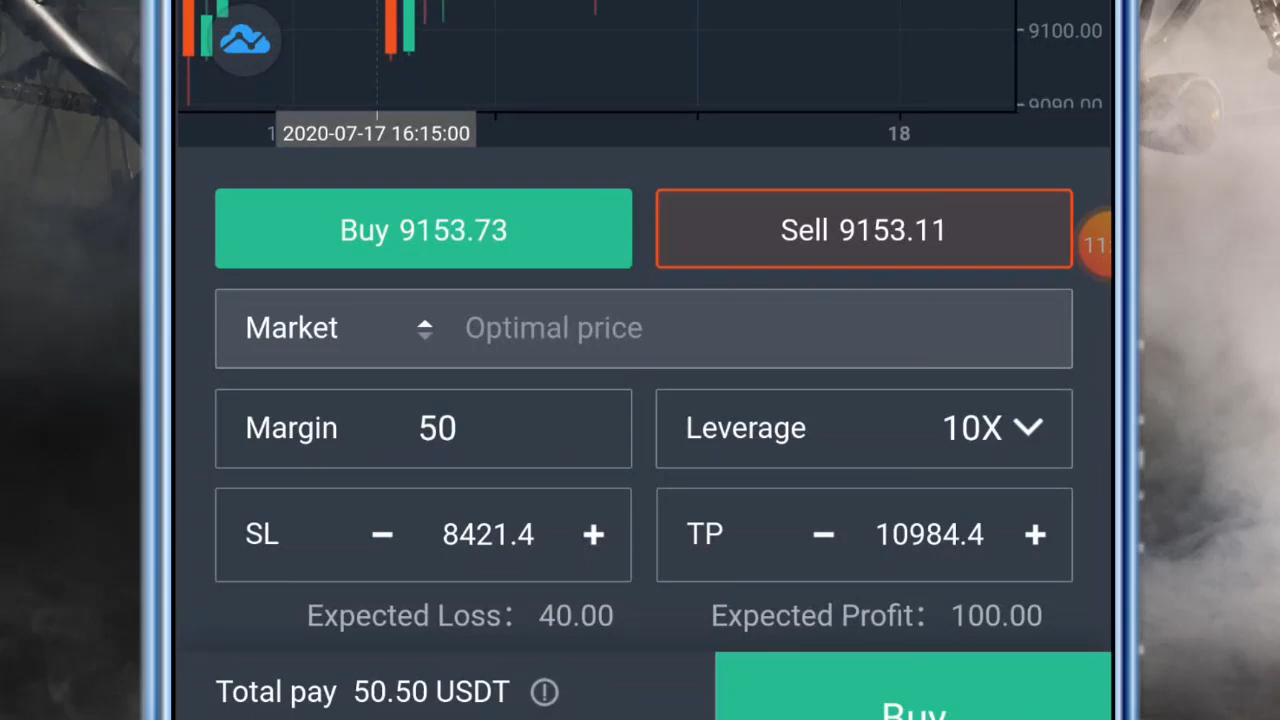 9100.00
9090.00
2020-07-17 16:15:00
18
Buy 9153.73
Sell 9153.11
11
Market Optimal price
Margin 50
Leverage 10X
SL − 8421.4 +
TP − 10984.4 +
Expected Loss: 40.00
Expected Profit: 100.00
Total pay 50.50 USDT
Buy